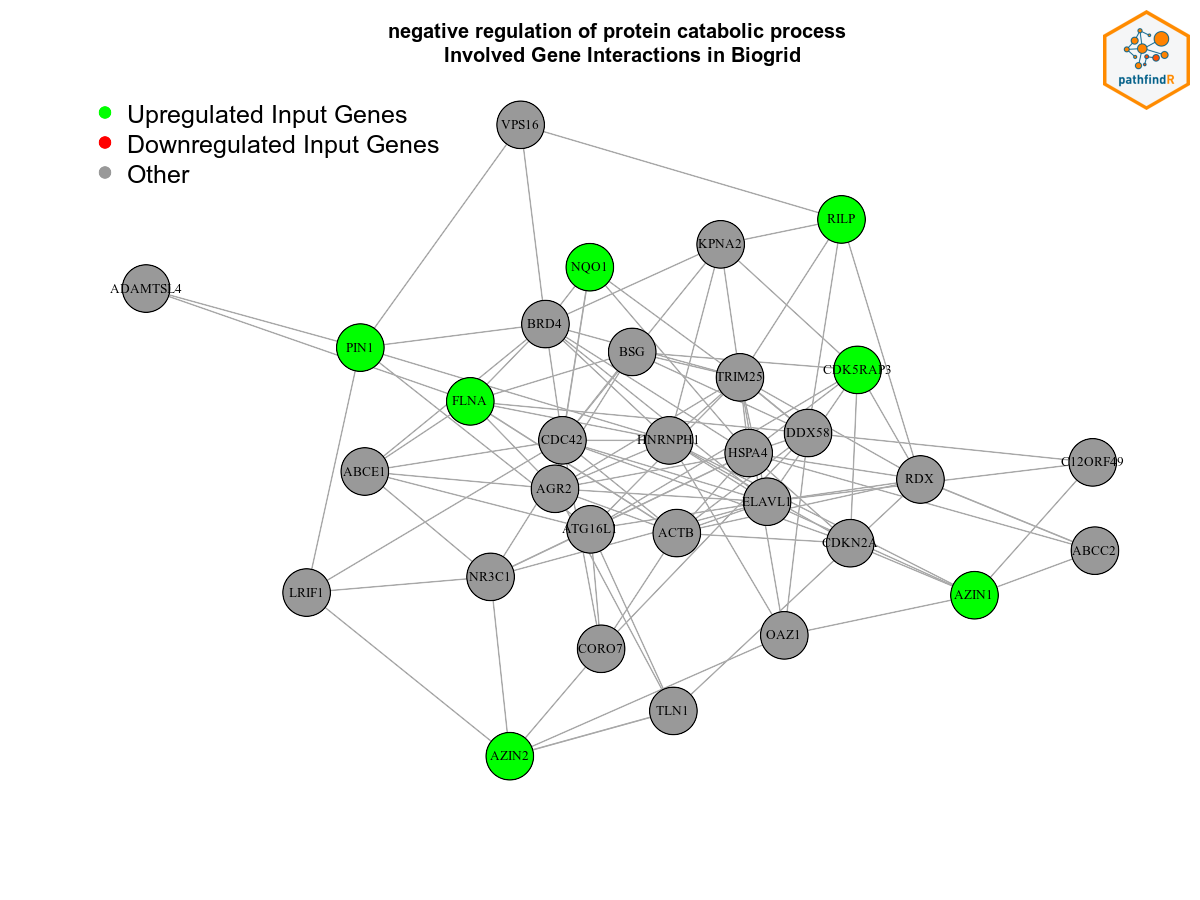 negative regulation of protein catabolic process
Involved Gene Interactions in Biogrid
pathfindR
Upregulated Input Genes
Downregulated Input Genes
Other
VPS16
RILP
KPNA2
NQO1
ADAMTSL4
BRD4
PIN1
BSG
CDK5RAP3
TRIM25
FLNA
DDX58
CDC42
HNRNPH1
HSPA4
C12ORF49
ABCE1
RDX
AGR2
ELAVL1
ATG16L1
ACTB
CDKN2A
ABCC2
NR3C1
LRIF1
AZIN1
OAZ1
CORO7
TLN1
AZIN2